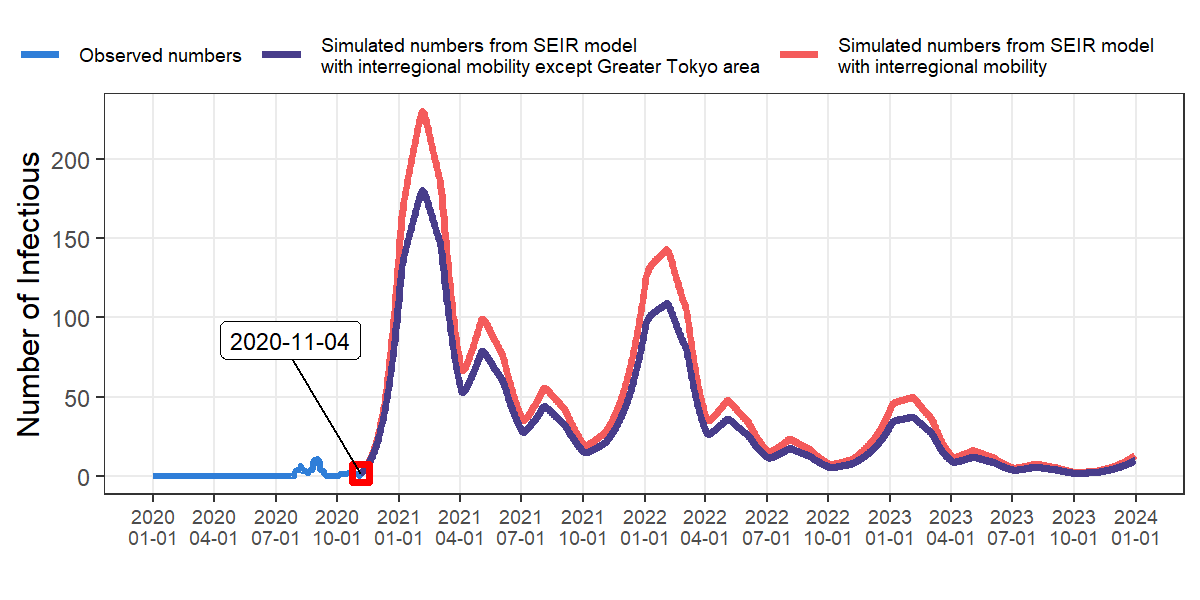 Observed numbers
Simulated numbers from SEIR model
with interregional mobility except Greater Tokyo area
Simulated numbers from SEIR model
with interregional mobility
Number of Infectious
200
150
100
50
0
2020-11-04
2020 2020 2020 2020 2021 2021 2021 2021 2022 2022 2022 2022 2023 2023 2023 2023 2024
01-01 04-01 07-01 10-01 01-01 04-01 07-01 10-01 01-01 04-01 07-01 10-01 01-01 04-01 07-01 10-01 01-01